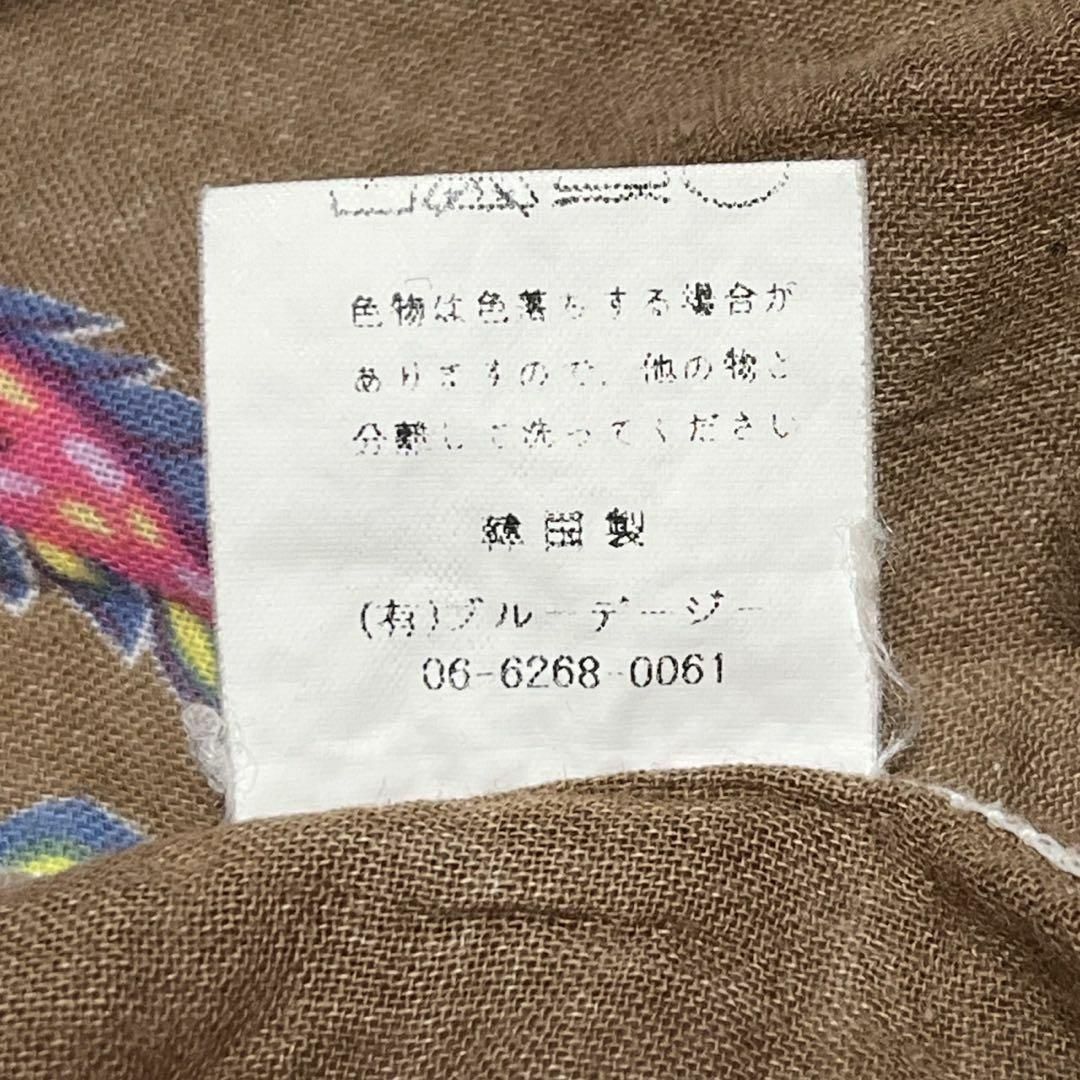 色物は色落ちする場合が
ありますので、他の物と
分離して洗ってください
韓国製
(有)ブルーデージー
06-6268-0061